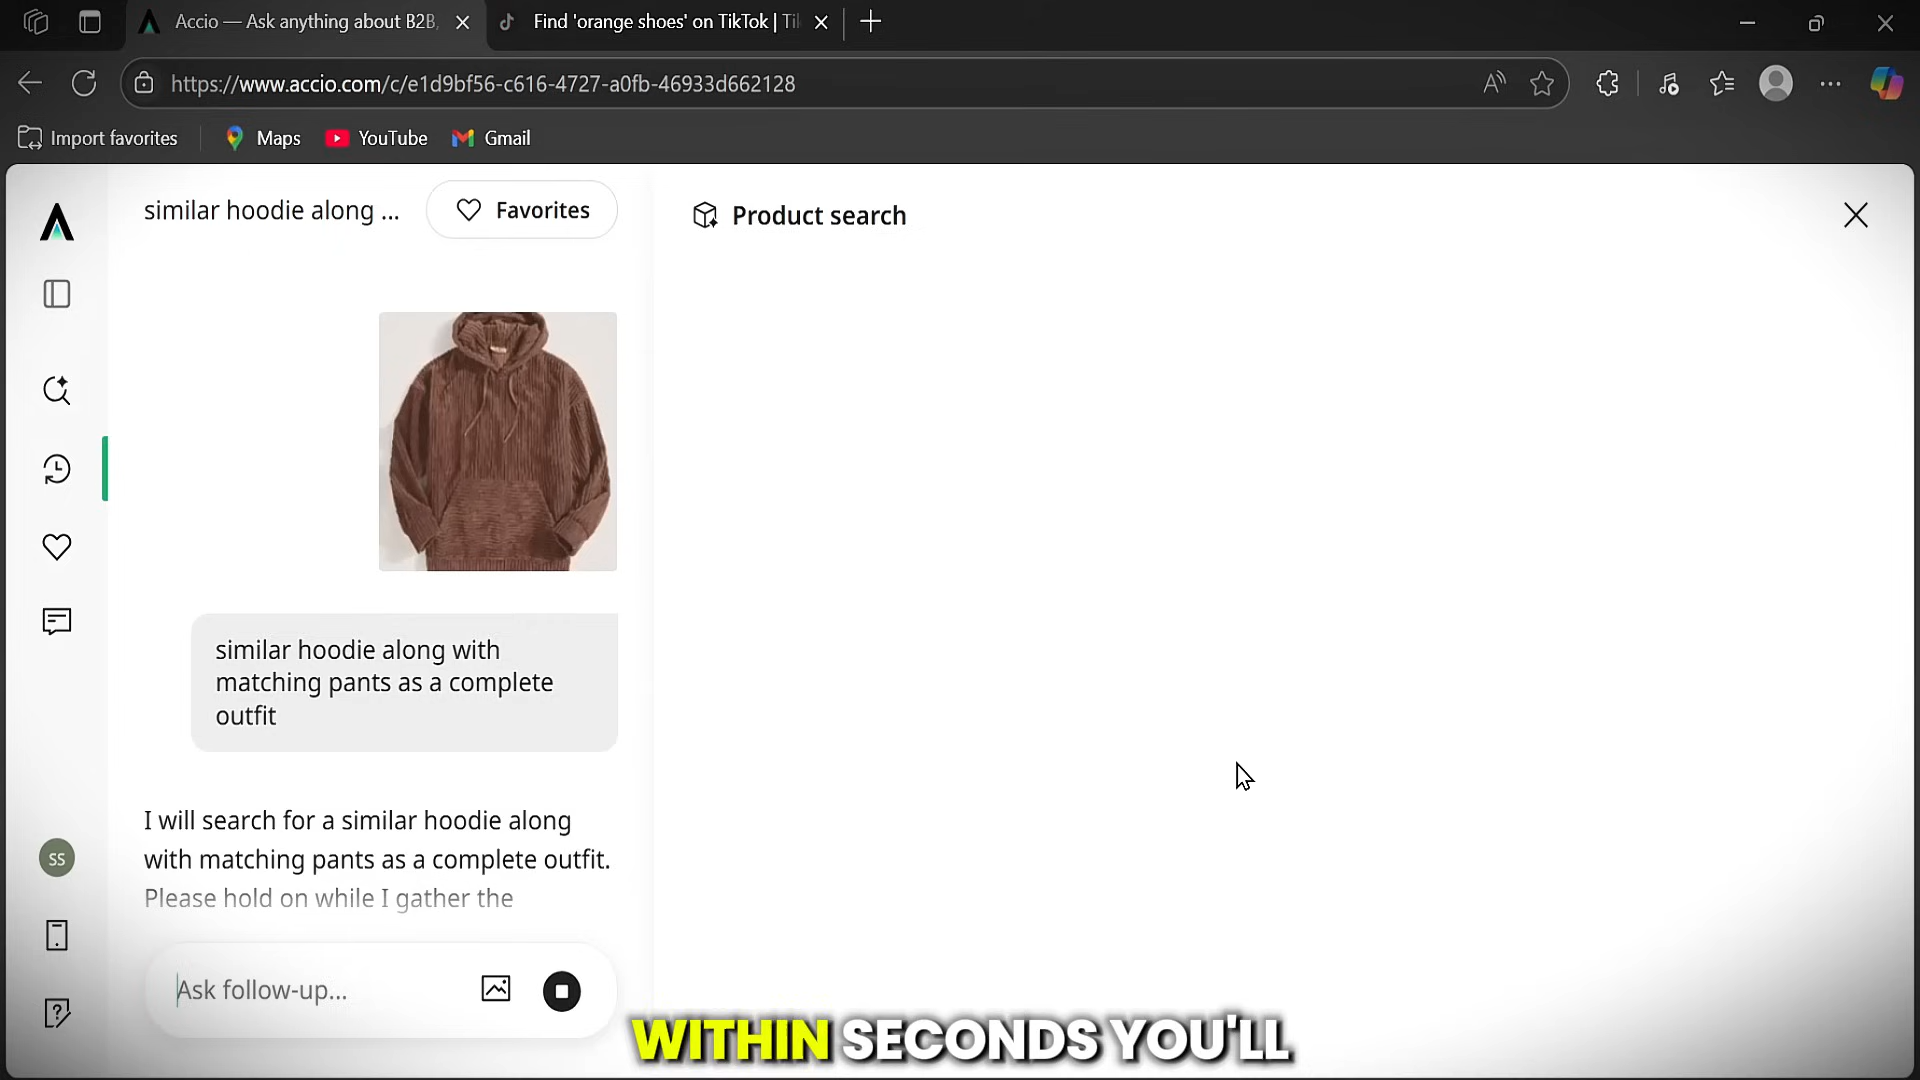 Accio — Ask anything about B2B,
Find 'orange shoes' on TikTok | Tik
https://www.accio.com/c/e1d9bf56-c616-4727-a0fb-46933d662128
Import favorites
Maps
YouTube
Gmail
similar hoodie along ...
Favorites
Product search
similar hoodie along with
matching pants as a complete
outfit
I will search for a similar hoodie along
with matching pants as a complete outfit.
Please hold on while I gather the
SS
Ask follow-up...
WITHIN SECONDS YOU'LL